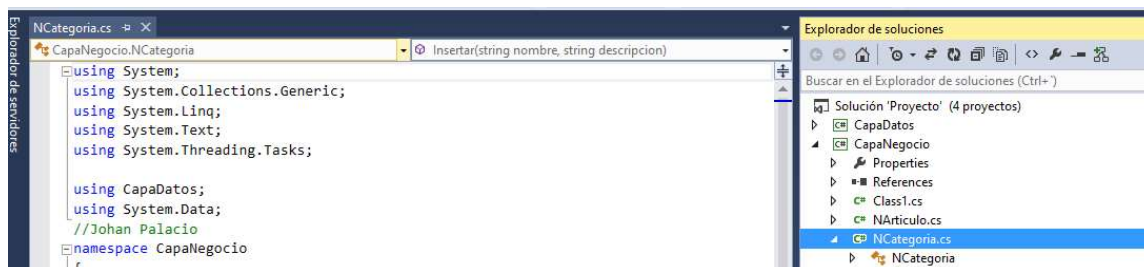 Explorador de servidores
NCategoria.cs
CapaNegocio.NCategoria
Insertar(string nombre, string descripcion)
using System;
using System.Collections.Generic;
using System.Linq;
using System.Text;
using System.Threading.Tasks;
using CapaDatos;
using System.Data;
//Johan Palacio
namespace CapaNegocio
{
Explorador de soluciones
Buscar en el Explorador de soluciones (Ctrl+¨)
Solución 'Proyecto' (4 proyectos)
C# CapaDatos
C# CapaNegocio
Properties
References
C# Class1.cs
C# NArticulo.cs
C# NCategoria.cs
NCategoria